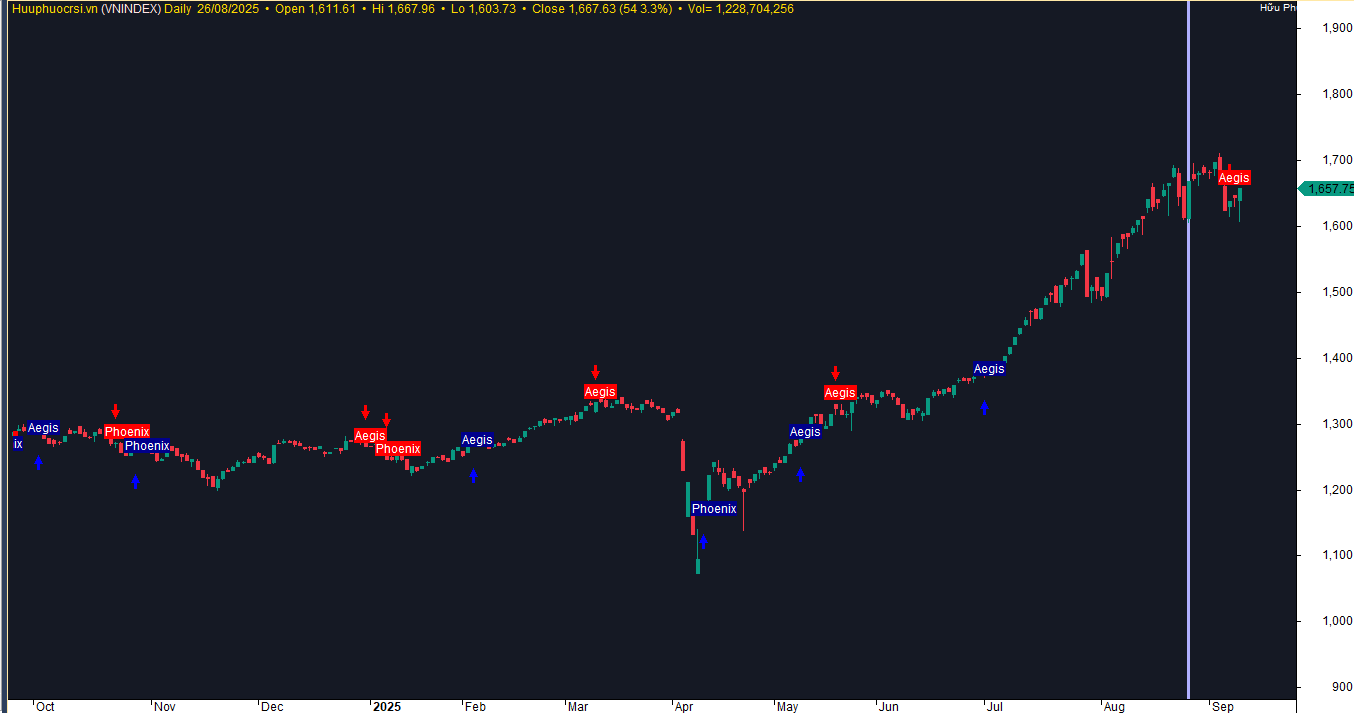 Huuphuocrsi.vn (VNINDEX) Daily 26/08/2025 • Open 1,611.61 • Hi 1,667.96 • Lo 1,603.73 • Close 1,667.63 (54 3.3%) • Vol= 1,228,704,256
Hữu
1,900
1,800
1,700
Aegis
1,657.75
1,600
1,500
1,400
Aegis
Aegis
Aegis
1,300
Aegis
Phoenix
Aegis
Aegis
Aegis
ix
Phoenix
Phoenix
1,200
Phoenix
1,100
1,000
900
Oct Nov Dec 2025 Feb Mar Apr May Jun Jul Aug Sep